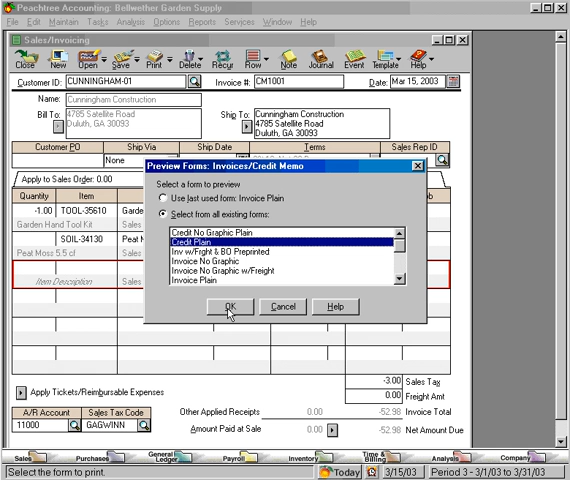 Peachtree Accounting: Bellwether Garden Supply
File Edit Maintain Tasks Analysis Options Reports Services Window Help
Sales/Invoicing
Close New Open Save Print Delete Recur Row Note Journal Event Template Help
Customer ID: CUNNINGHAM-01 Invoice #: CM1001 Date: Mar 15, 2003
Name: Cunningham Construction
Bill To: 4785 Satellite Road Ship To: Cunningham Construction
Duluth, GA 30093 4785 Satellite Road
Duluth, GA 30093
Customer PO Ship Via Ship Date Terms Sales Rep ID
None
Preview Forms: Invoices/Credit Memo
Apply to Sales Order: 0.00
Select a form to preview
Quantity Item
Use last used form: Invoice Plain
-1.00 TOOL-35610 Garde
Select from all existing forms:
Garden Hand Tool Kit Sales
Credit No Graphic Plain
SOIL-34130 Peat M
Credit Plain
Peat Moss 5.5 cf Sales
Inv w/Frght & BO Preprinted
Invoice No Graphic
Invoice No Graphic w/Freight
Item Description Sales
Invoice Plain
OK Cancel Help
-3.00 Sales Tax
Apply Tickets/Reimbursable Expenses
0.00 Freight Amt
A/R Account Sales Tax Code Other Applied Receipts 0.00 -52.98 Invoice Total
11000 GAGWINN Amount Paid at Sale 0.00 -52.98 Net Amount Due
Sales Purchases General Ledger Payroll Inventory Time & Billing Analysis Company
Select the form to print. Today 3/15/03 Period 3 - 3/1/03 to 3/31/03